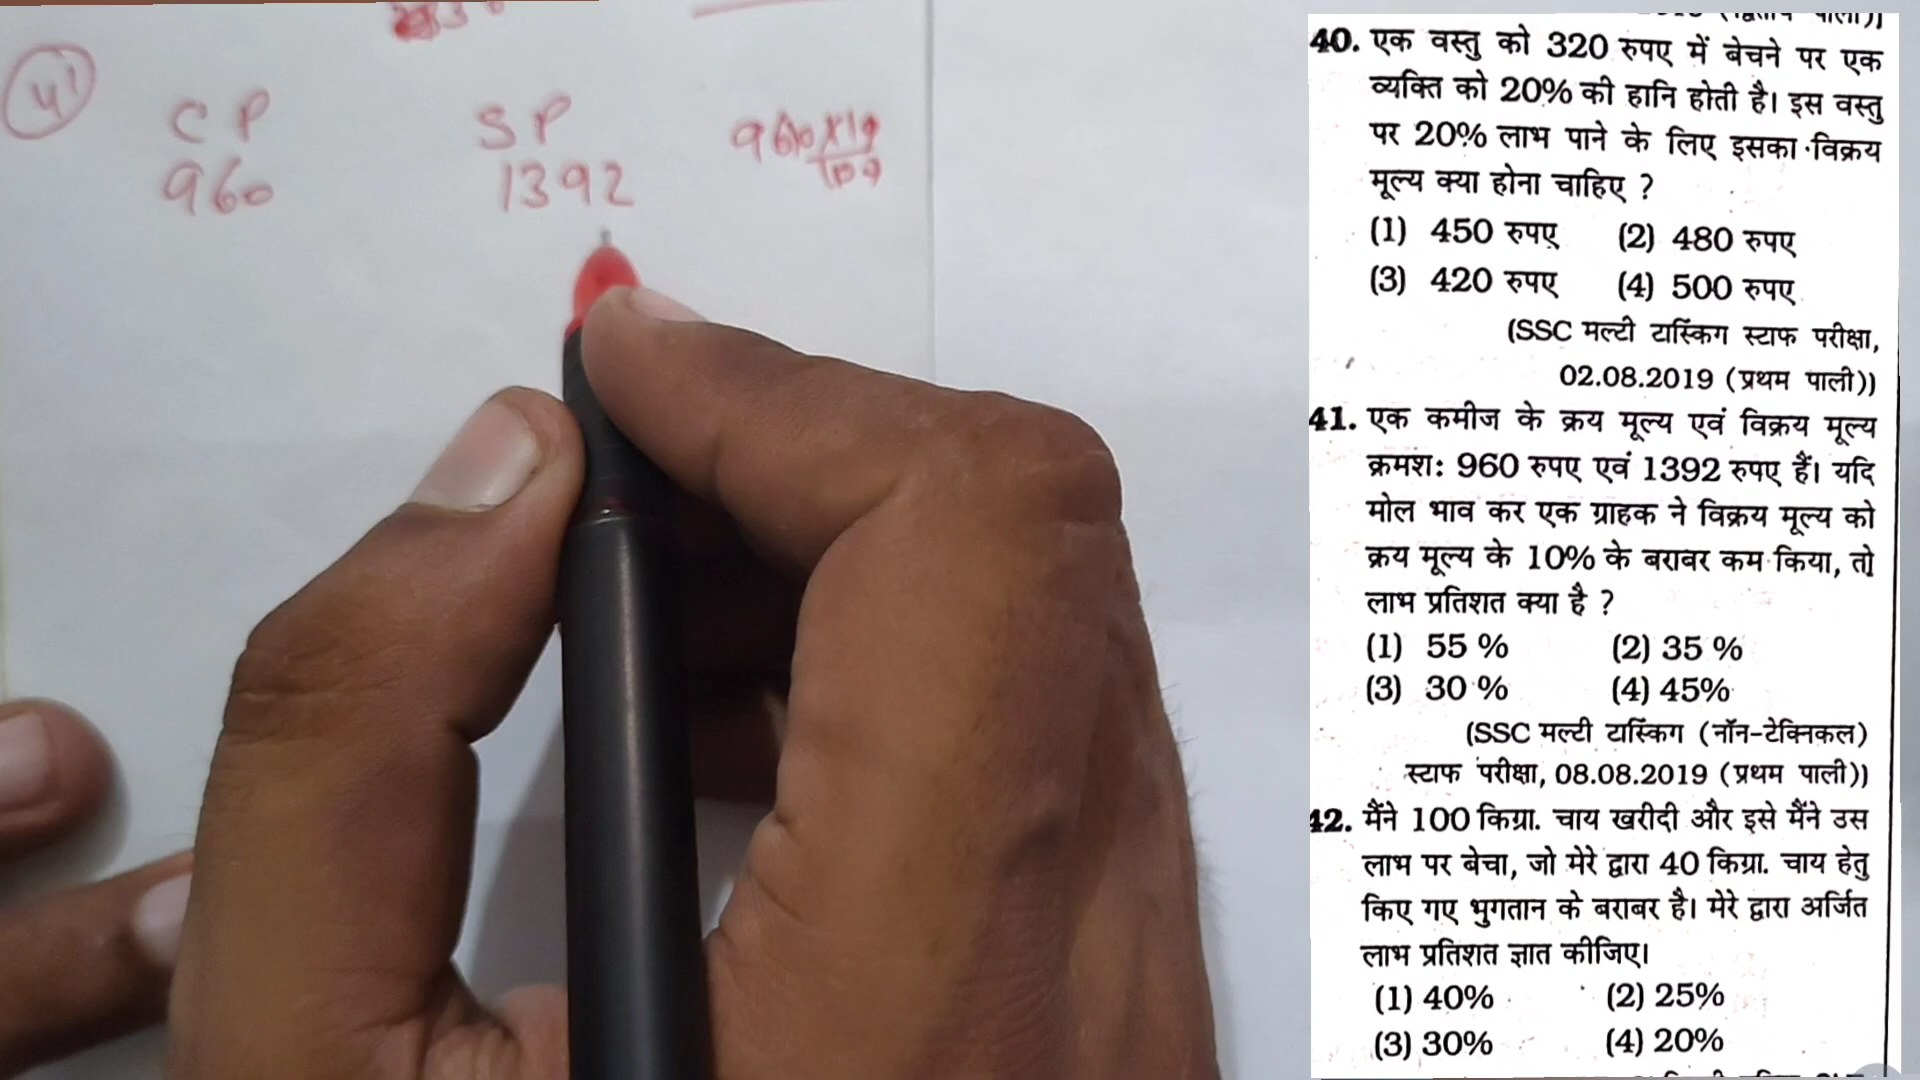 41
CP SP 960×10
960 1392 100
40. एक वस्तु को 320 रुपए में बेचने पर एक
व्यक्ति को 20% की हानि होती है। इस वस्तु
पर 20% लाभ पाने के लिए इसका विक्रय
मूल्य क्या होना चाहिए ?
(1) 450 रुपए (2) 480 रुपए
(3) 420 रुपए (4) 500 रुपए
(SSC मल्टी टास्किंग स्टाफ परीक्षा,
02.08.2019 (प्रथम पाली))
41. एक कमीज के क्रय मूल्य एवं विक्रय मूल्य
क्रमश: 960 रुपए एवं 1392 रुपए हैं। यदि
मोल भाव कर एक ग्राहक ने विक्रय मूल्य को
क्रय मूल्य के 10% के बराबर कम किया, तो
लाभ प्रतिशत क्या है ?
(1) 55 % (2) 35 %
(3) 30 % (4) 45%
(SSC मल्टी टास्किंग (नॉन-टेक्निकल)
स्टाफ परीक्षा, 08.08.2019 (प्रथम पाली))
42. मैंने 100 किग्रा. चाय खरीदी और इसे मैंने उस
लाभ पर बेचा, जो मेरे द्वारा 40 किग्रा. चाय हेतु
किए गए भुगतान के बराबर है। मेरे द्वारा अर्जित
लाभ प्रतिशत ज्ञात कीजिए।
(1) 40% (2) 25%
(3) 30% (4) 20%